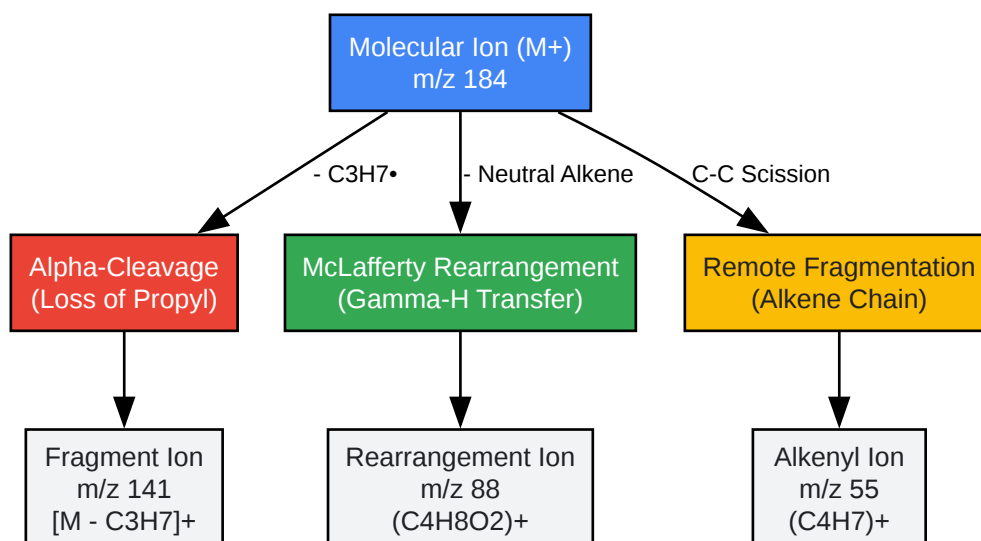 Molecular Ion (M+)
m/z 184
- C3H7•
- Neutral Alkene
C-C Scission
Alpha-Cleavage
(Loss of Propyl)
McLafferty Rearrangement
(Gamma-H Transfer)
Remote Fragmentation
(Alkene Chain)
Fragment Ion
m/z 141
[M - C3H7]+
Rearrangement Ion
m/z 88
(C4H8O2)+
Alkenyl Ion
m/z 55
(C4H7)+